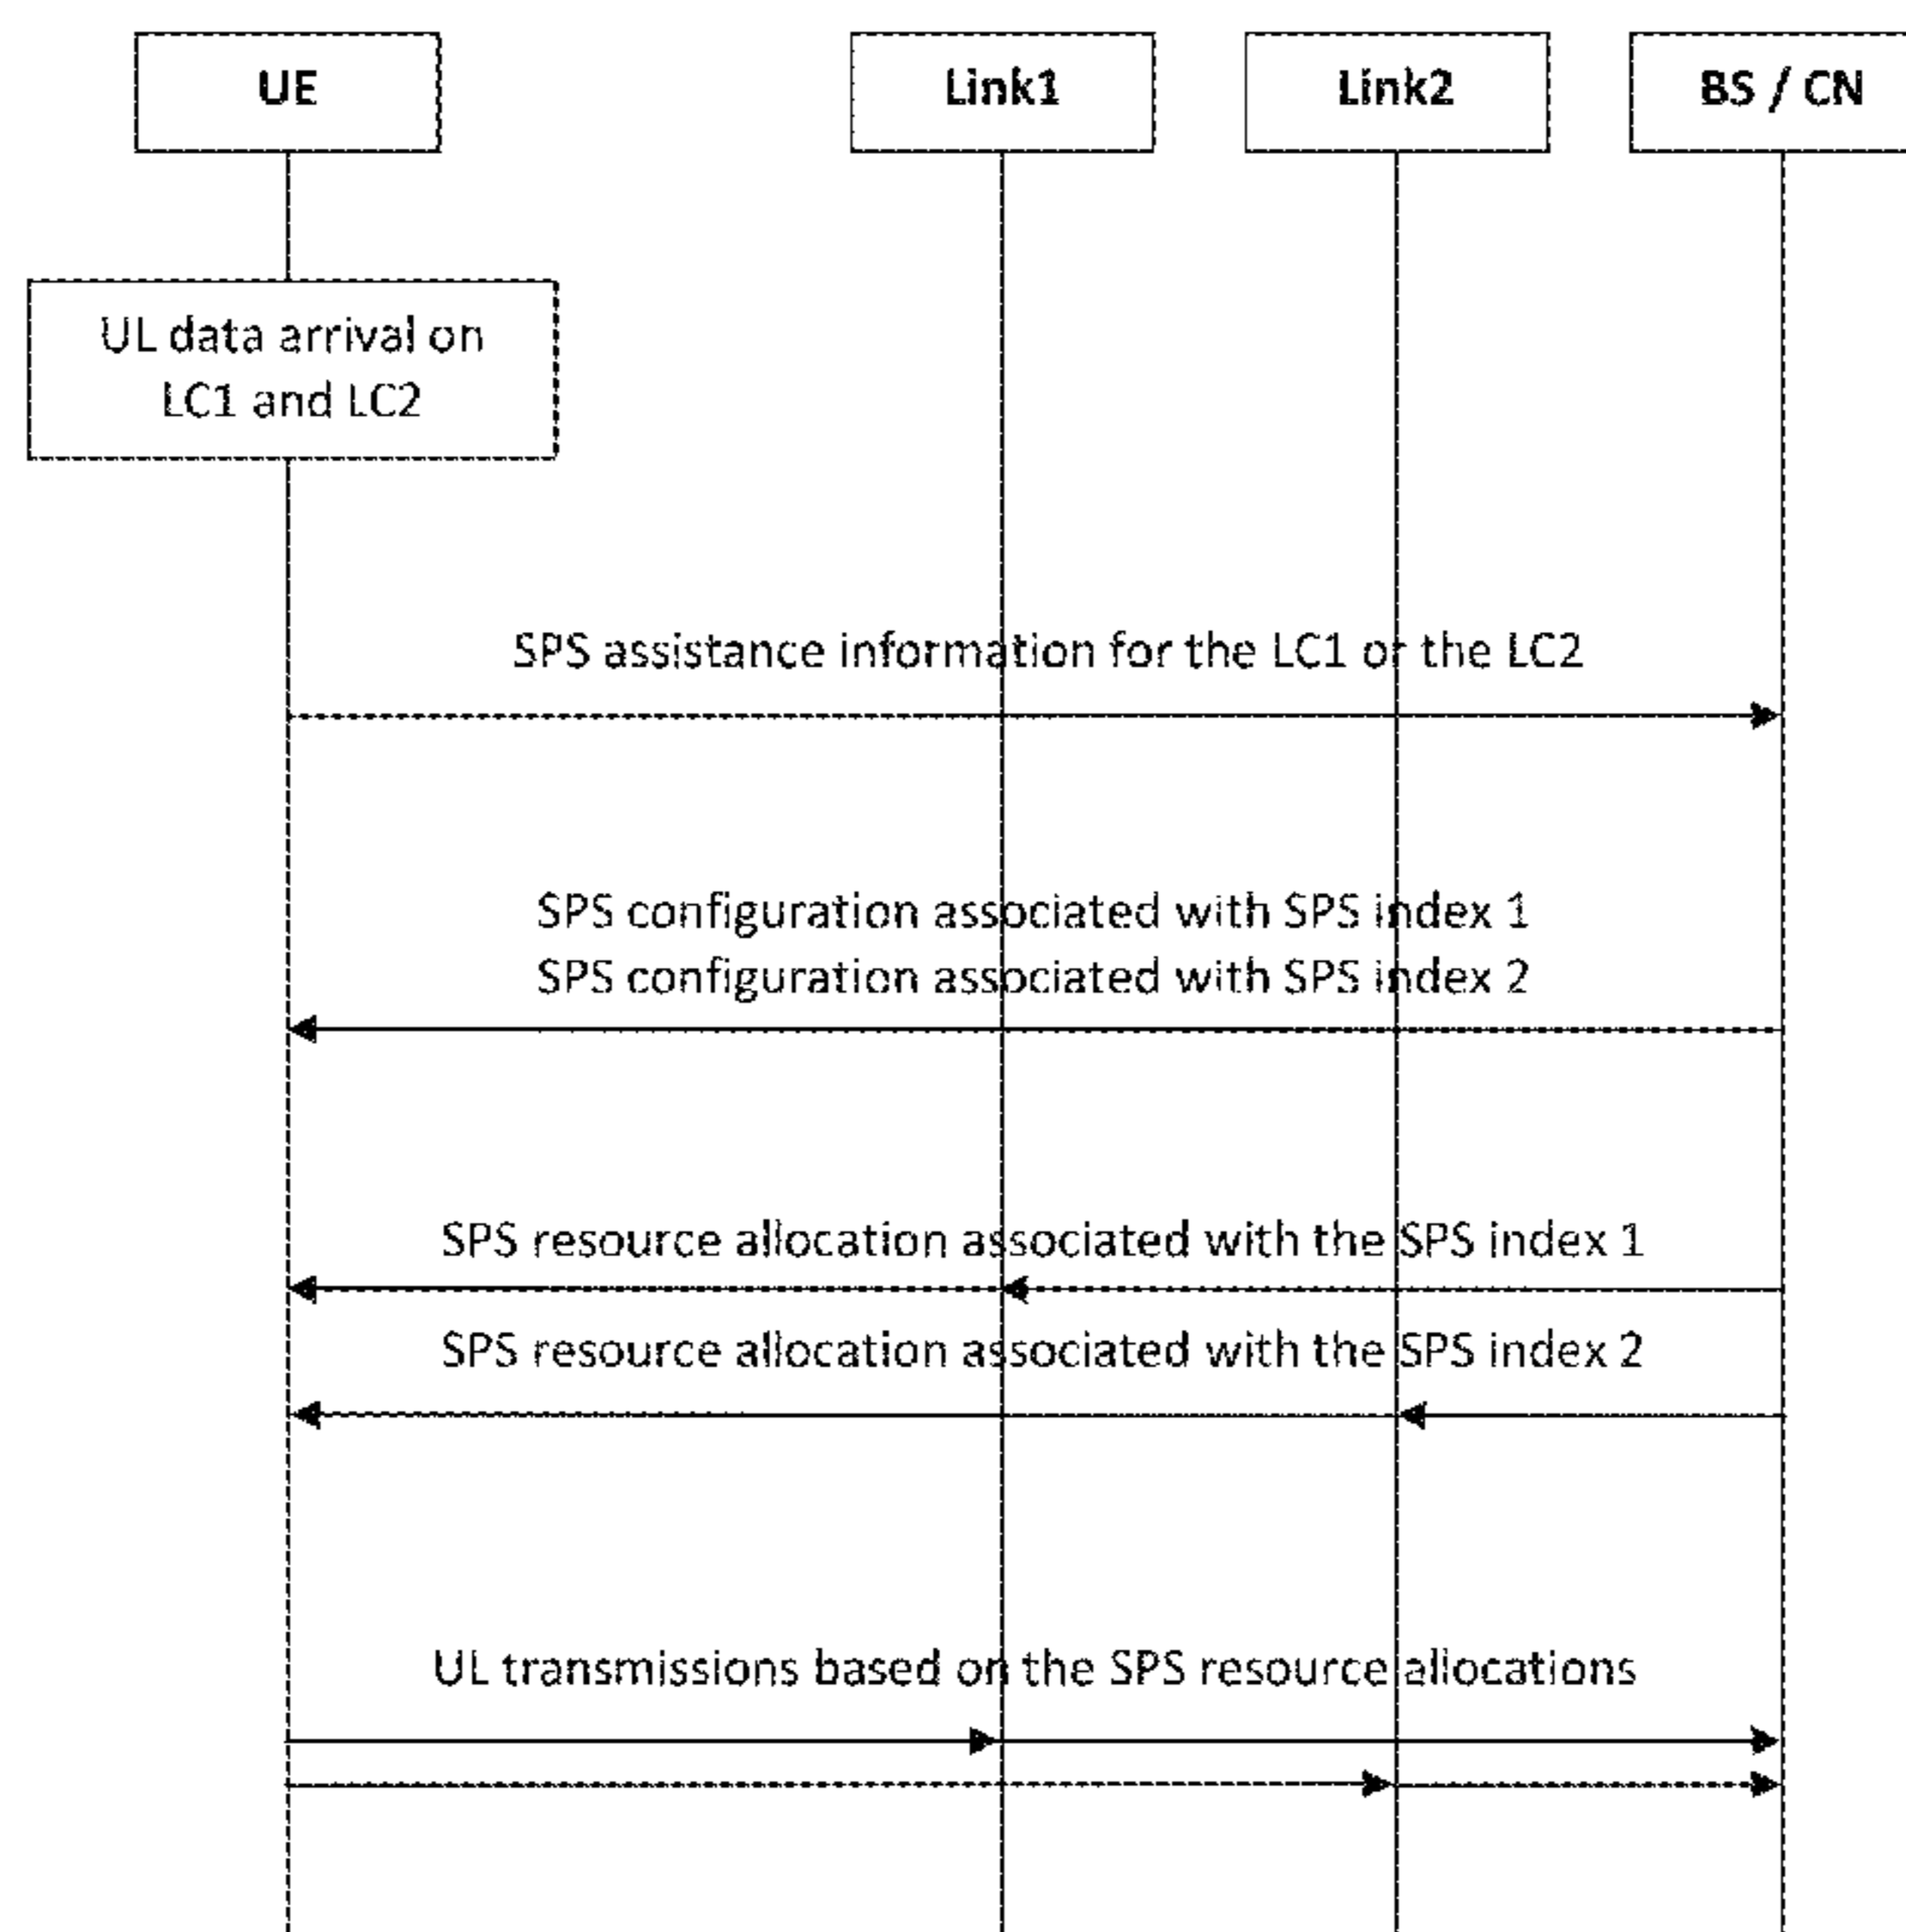 UE
Link1
Link2
BS / CN
UL data arrival on
LC1 and LC2
SPS assistance information for the LC1 or the LC2
SPS configuration associated with SPS index 1
SPS configuration associated with SPS index 2
SPS resource allocation associated with the SPS index 1
SPS resource allocation associated with the SPS index 2
UL transmissions based on the SPS resource allocations